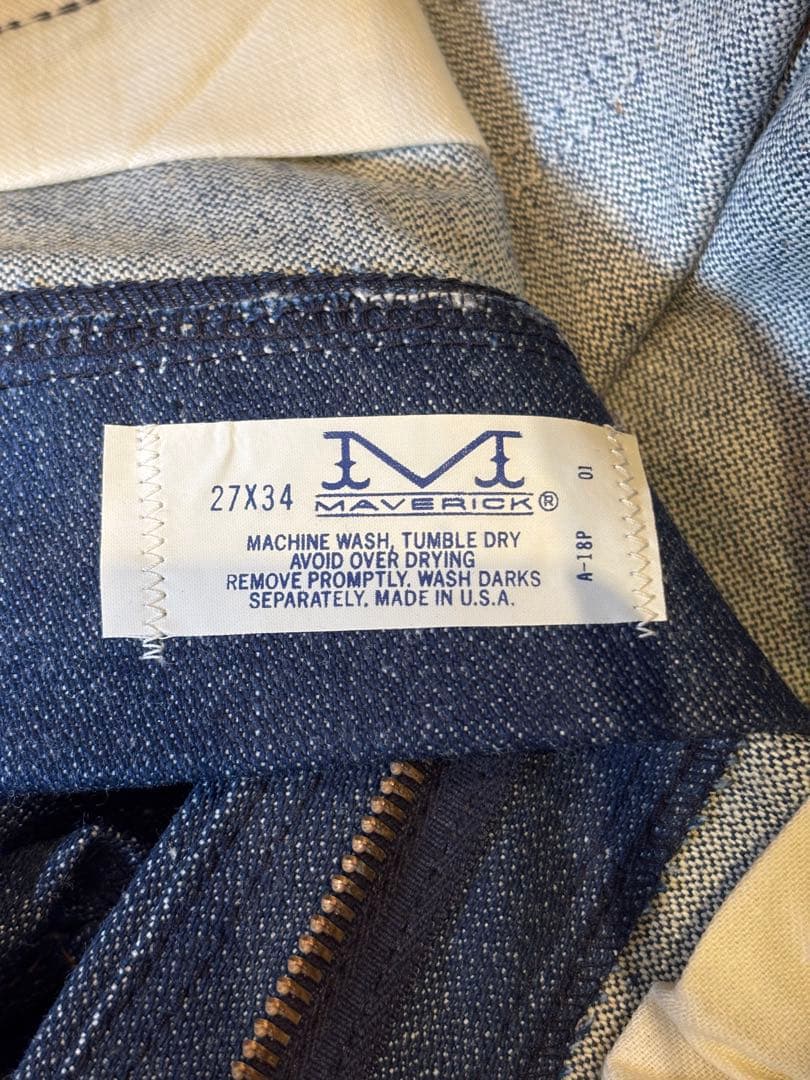 27X34
M
MAVERICK®
MACHINE WASH, TUMBLE DRY
AVOID OVER DRYING
REMOVE PROMPTLY. WASH DARKS
SEPARATELY. MADE IN U.S.A.
A-18P 01